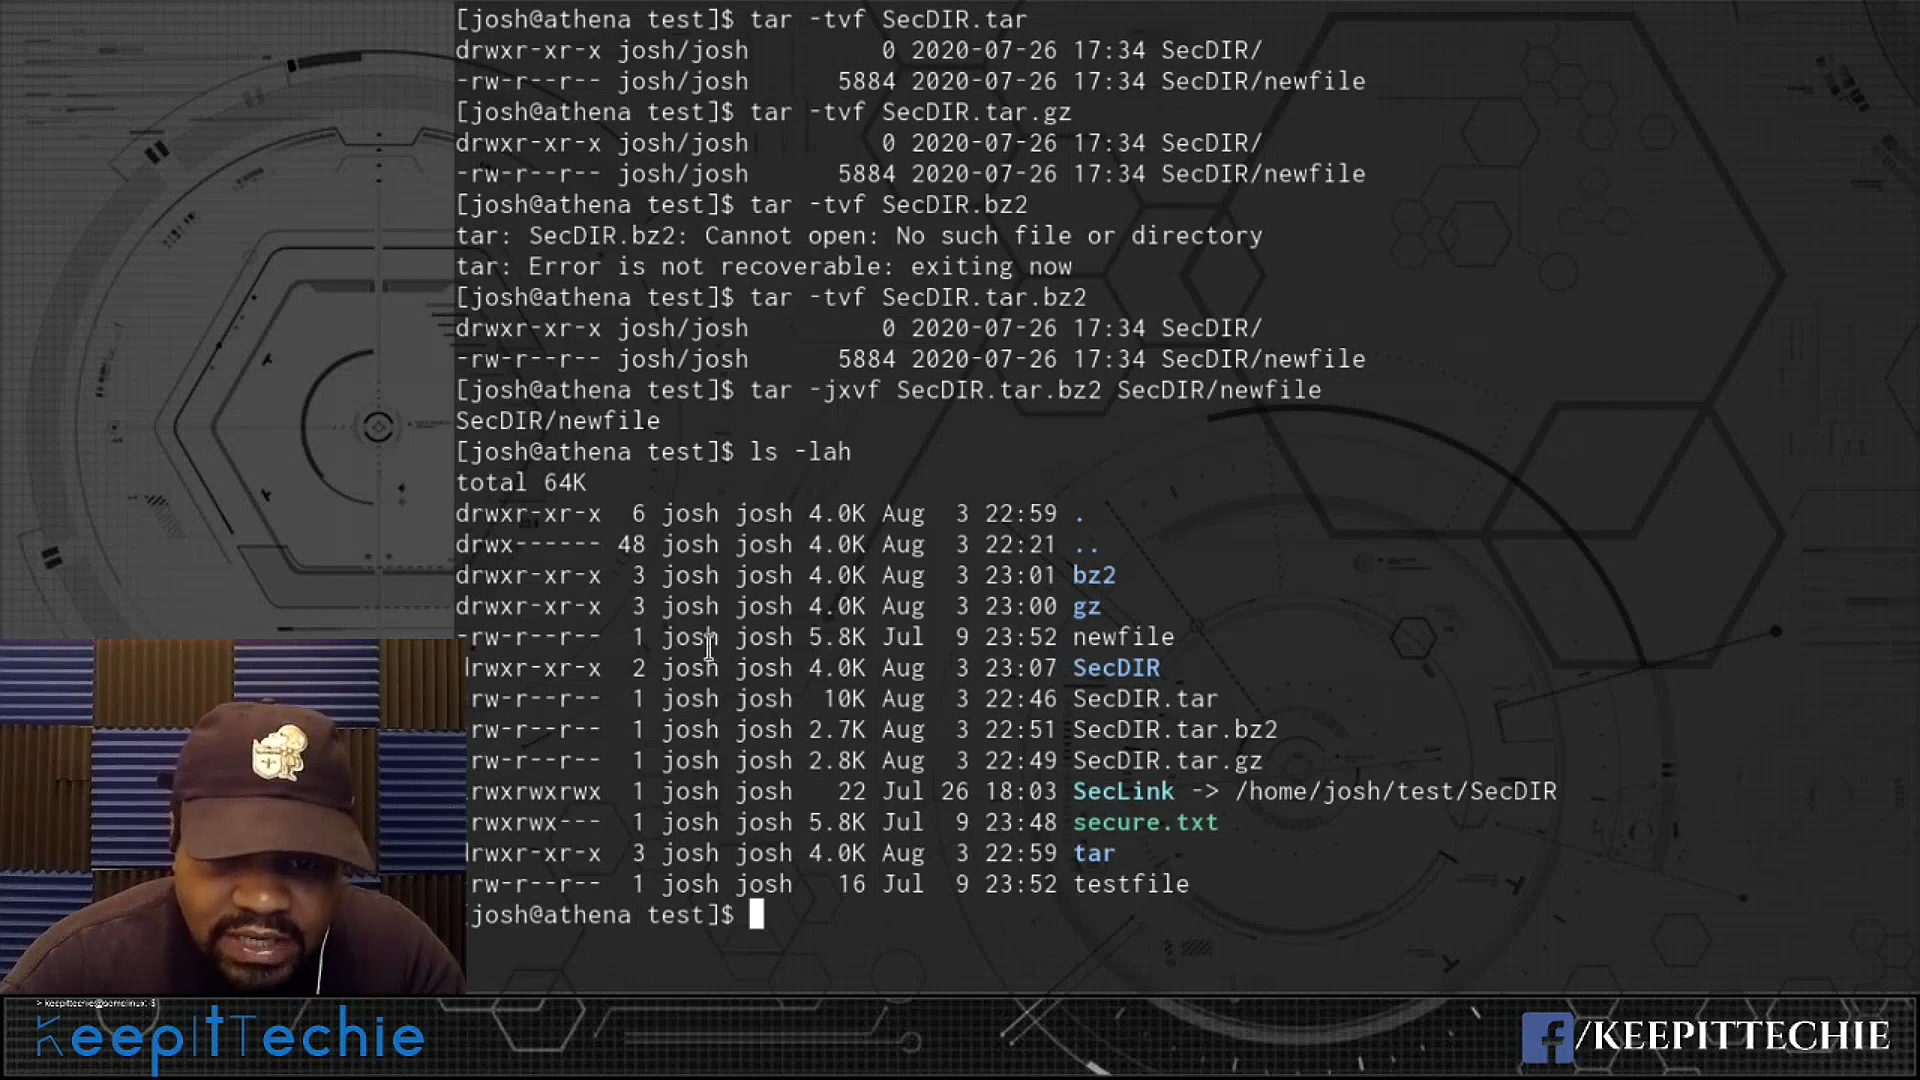 [josh@athena test]$ tar -tvf SecDIR.tar
drwxr-xr-x josh/josh         0 2020-07-26 17:34 SecDIR/
-rw-r--r-- josh/josh      5884 2020-07-26 17:34 SecDIR/newfile
[josh@athena test]$ tar -tvf SecDIR.tar.gz
drwxr-xr-x josh/josh         0 2020-07-26 17:34 SecDIR/
-rw-r--r-- josh/josh      5884 2020-07-26 17:34 SecDIR/newfile
[josh@athena test]$ tar -tvf SecDIR.bz2
tar: SecDIR.bz2: Cannot open: No such file or directory
tar: Error is not recoverable: exiting now
[josh@athena test]$ tar -tvf SecDIR.tar.bz2
drwxr-xr-x josh/josh         0 2020-07-26 17:34 SecDIR/
-rw-r--r-- josh/josh      5884 2020-07-26 17:34 SecDIR/newfile
[josh@athena test]$ tar -jxvf SecDIR.tar.bz2 SecDIR/newfile
SecDIR/newfile
[josh@athena test]$ ls -lah
total 64K
drwxr-xr-x  6 josh josh 4.0K Aug  3 22:59 .
drwx------ 48 josh josh 4.0K Aug  3 22:21 ..
drwxr-xr-x  3 josh josh 4.0K Aug  3 23:01 bz2
drwxr-xr-x  3 josh josh 4.0K Aug  3 23:00 gz
-rw-r--r--  1 josh josh 5.8K Jul  9 23:52 newfile
drwxr-xr-x  2 josh josh 4.0K Aug  3 23:07 SecDIR
rw-r--r--  1 josh josh  10K Aug  3 22:46 SecDIR.tar
rw-r--r--  1 josh josh 2.7K Aug  3 22:51 SecDIR.tar.bz2
rw-r--r--  1 josh josh 2.8K Aug  3 22:49 SecDIR.tar.gz
rwxrwxrwx  1 josh josh   22 Jul 26 18:03 SecLink -> /home/josh/test/SecDIR
rwxrwx---  1 josh josh 5.8K Jul  9 23:48 secure.txt
drwxr-xr-x  3 josh josh 4.0K Aug  3 22:59 tar
rw-r--r--  1 josh josh   16 Jul  9 23:52 testfile
[josh@athena test]$
> keepittechie@somelinux:~$
KeepItTechie
f/KEEPITTECHIE